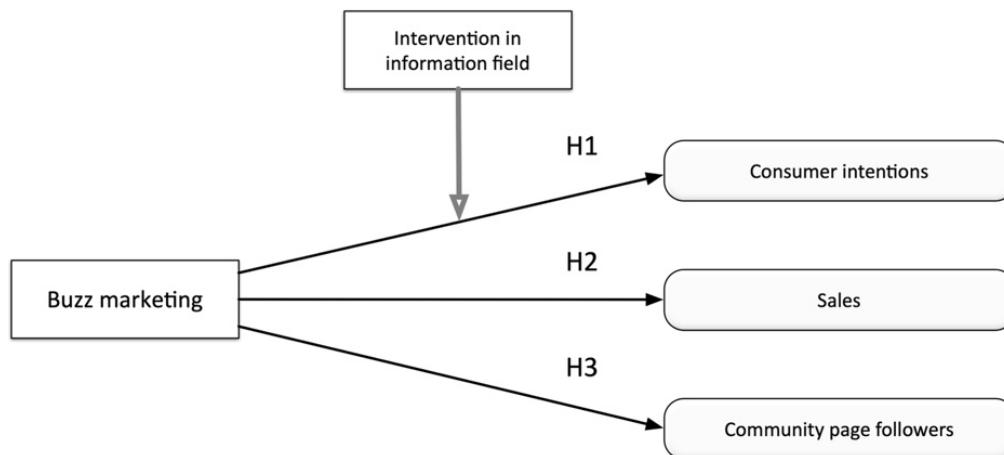 Intervention in
information field
H1
Consumer intentions
H2
Buzz marketing
Sales
H3
Community page followers